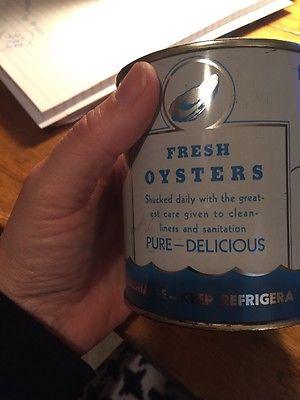 FRESH
OYSTERS
Shucked daily with the great-
est care given to clean-
liness and sanitation
PURE—DELICIOUS
KEEP REFRIGERA